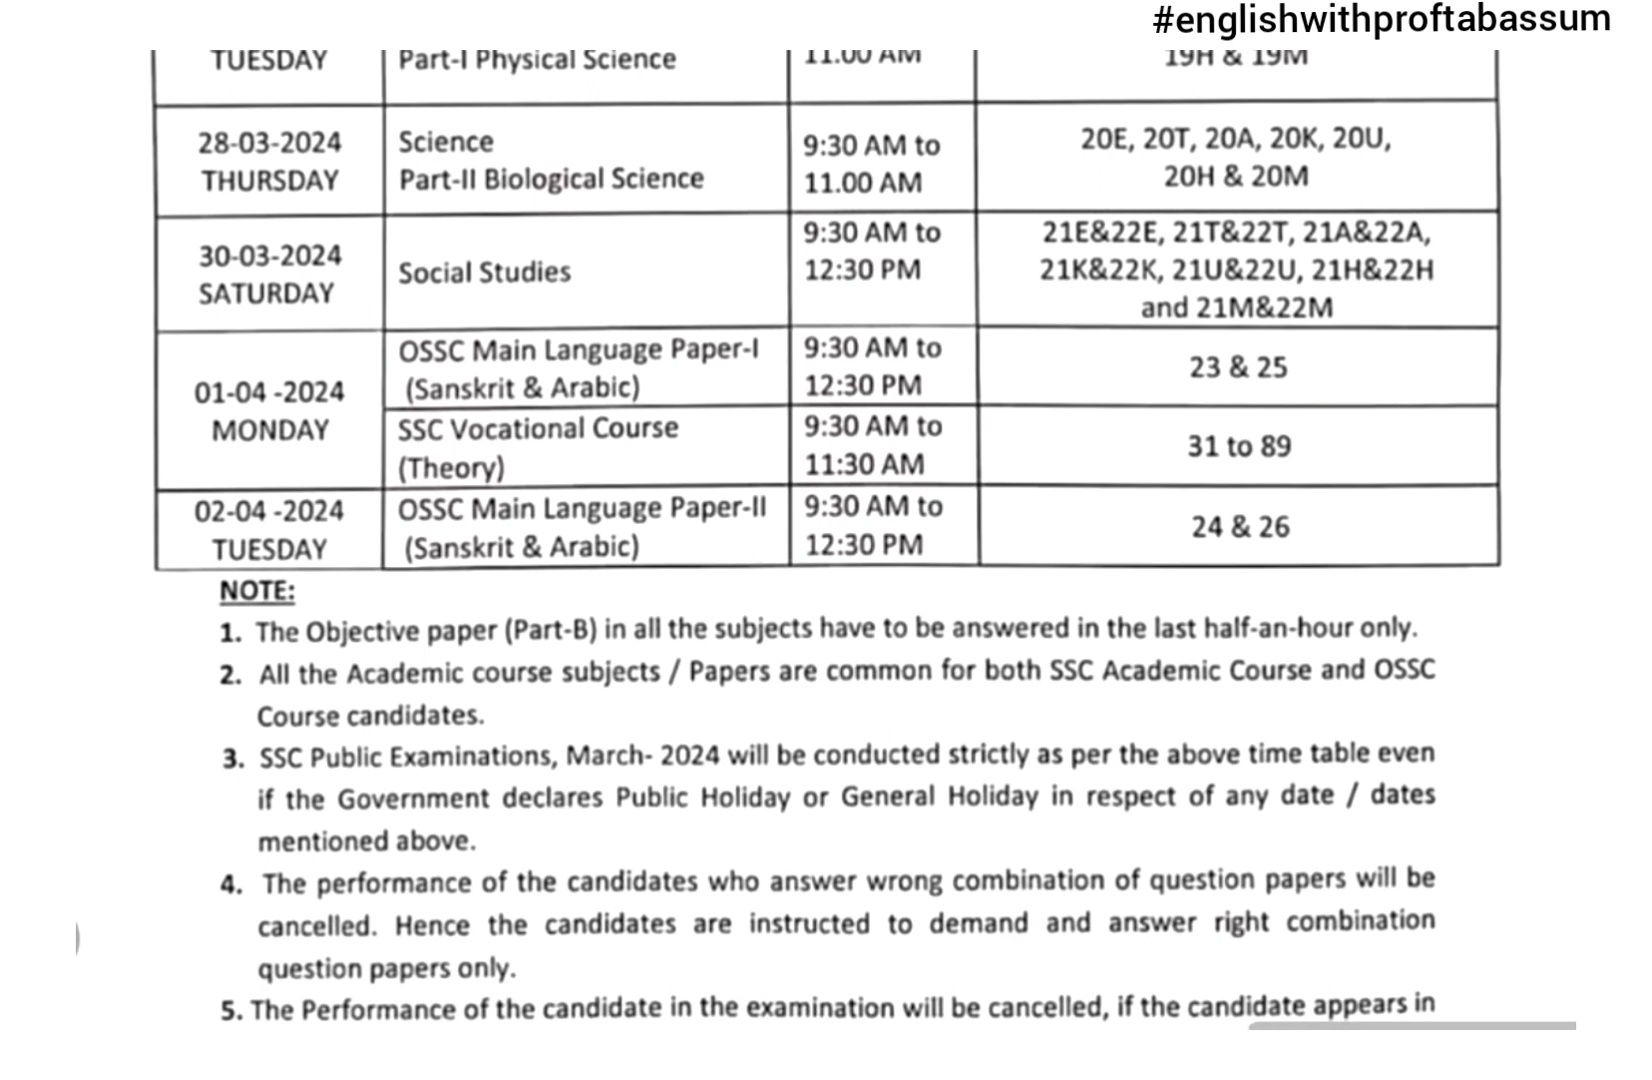 #englishwithproftabassum
TUESDAY Part-I Physical Science 11.00 AM 19H & 19M
28-03-2024 Science 9:30 AM to 20E, 20T, 20A, 20K, 20U,
THURSDAY Part-II Biological Science 11.00 AM 20H & 20M
30-03-2024 Social Studies 9:30 AM to 21E&22E, 21T&22T, 21A&22A,
SATURDAY 12:30 PM 21K&22K, 21U&22U, 21H&22H
and 21M&22M
01-04 -2024 OSSC Main Language Paper-I 9:30 AM to 23 & 25
MONDAY (Sanskrit & Arabic) 12:30 PM
SSC Vocational Course 9:30 AM to 31 to 89
(Theory) 11:30 AM
02-04 -2024 OSSC Main Language Paper-II 9:30 AM to 24 & 26
TUESDAY (Sanskrit & Arabic) 12:30 PM
NOTE:
1. The Objective paper (Part-B) in all the subjects have to be answered in the last half-an-hour only.
2. All the Academic course subjects / Papers are common for both SSC Academic Course and OSSC
Course candidates.
3. SSC Public Examinations, March- 2024 will be conducted strictly as per the above time table even
if the Government declares Public Holiday or General Holiday in respect of any date / dates
mentioned above.
4. The performance of the candidates who answer wrong combination of question papers will be
cancelled. Hence the candidates are instructed to demand and answer right combination
question papers only.
5. The Performance of the candidate in the examination will be cancelled, if the candidate appears in